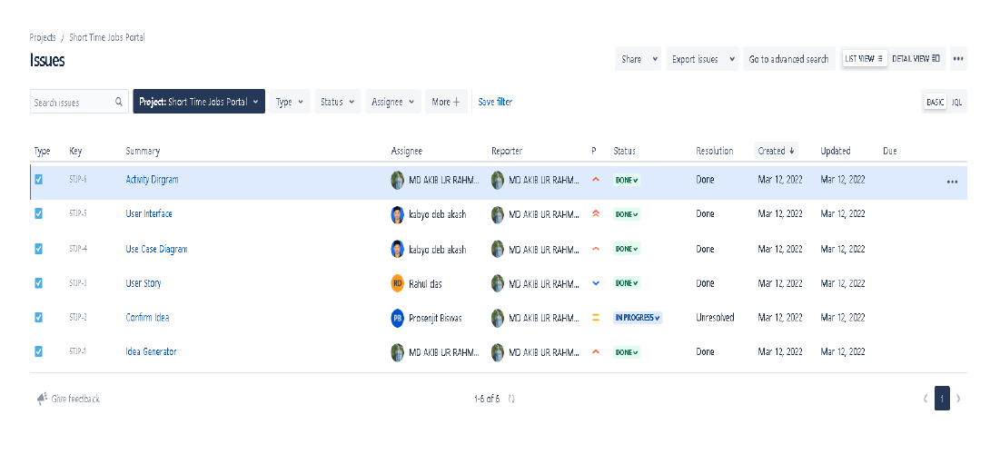 Projects / Short Time Jobs Portal
Issues
Share Export issues Go to advanced search LIST VIEW DETAIL VIEW
Search issues Project: Short Time Jobs Portal Type Status Assignee More + Save filter BASIC JQL
Type Key Summary Assignee Reporter P Status Resolution Created ↓ Updated Due
STJP-6 Activity Dirgram MD AKIB UR RAHM... MD AKIB UR RAHM... DONE Done Mar 12, 2022 Mar 12, 2022
STJP-5 User Interface kabyo deb akash MD AKIB UR RAHM... DONE Done Mar 12, 2022 Mar 12, 2022
STJP-4 Use Case Diagram kabyo deb akash MD AKIB UR RAHM... DONE Done Mar 12, 2022 Mar 12, 2022
STJP-3 User Story RD Rahul das MD AKIB UR RAHM... DONE Done Mar 12, 2022 Mar 12, 2022
STJP-2 Confirm Idea PB Prosenjit Biswas MD AKIB UR RAHM... IN PROGRESS Unresolved Mar 12, 2022 Mar 12, 2022
STJP-1 Idea Generator MD AKIB UR RAHM... MD AKIB UR RAHM... DONE Done Mar 12, 2022 Mar 12, 2022
Give feedback 1-6 of 6 1